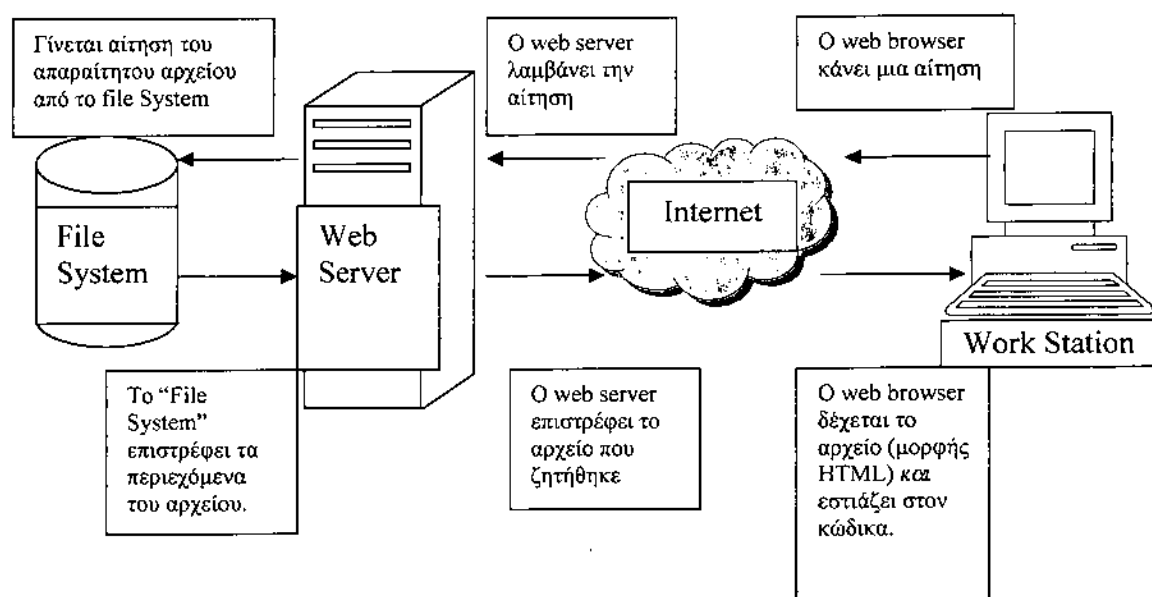 Γίνεται αίτηση του
απαραίτητου αρχείου
από το file System
Ο web server
λαμβάνει την
αίτηση
Ο web browser
κάνει μια αίτηση
File
System
Web
Server
Internet
Work Station
Το “File
System”
επιστρέφει τα
περιεχόμενα
του αρχείου.
Ο web server
επιστρέφει το
αρχείο που
ζητήθηκε
Ο web browser
δέχεται το
αρχείο (μορφής
HTML) και
εστιάζει στον
κώδικα.